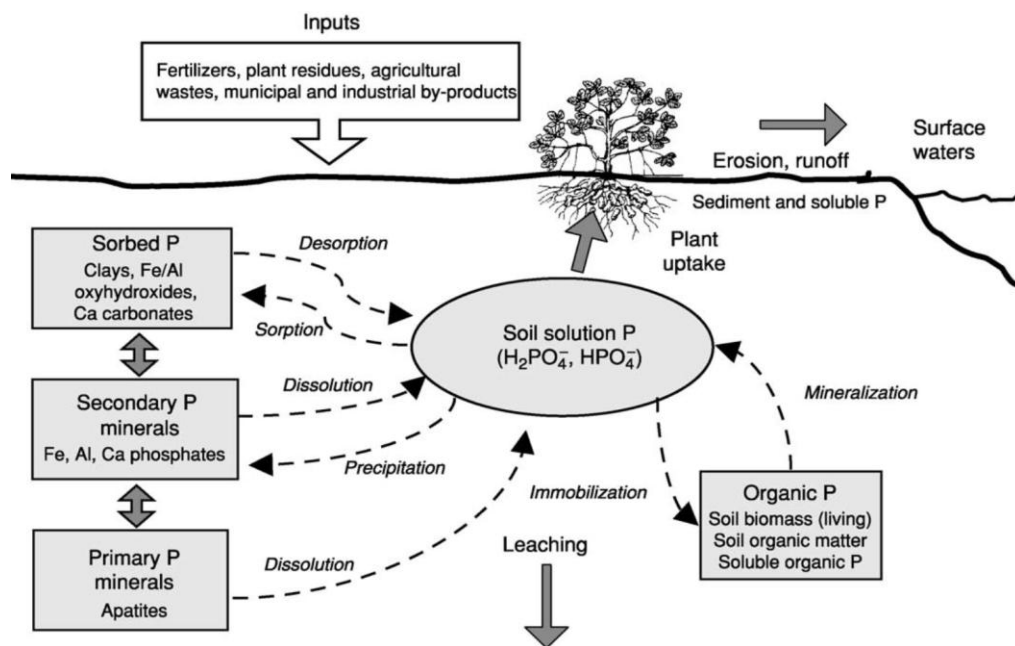 Inputs
Fertilizers, plant residues, agricultural
wastes, municipal and industrial by-products
Surface
waters
Erosion, runoff
Sediment and soluble P
Plant
uptake
Sorbed P
Clays, Fe/Al
oxyhydroxides,
Ca carbonates
Desorption
Sorption
Soil solution P
(H₂PO₄⁻, HPO₄⁻)
Secondary P
minerals
Fe, Al, Ca phosphates
Dissolution
Precipitation
Mineralization
Immobilization
Organic P
Soil biomass (living)
Soil organic matter
Soluble organic P
Primary P
minerals
Apatites
Dissolution
Leaching